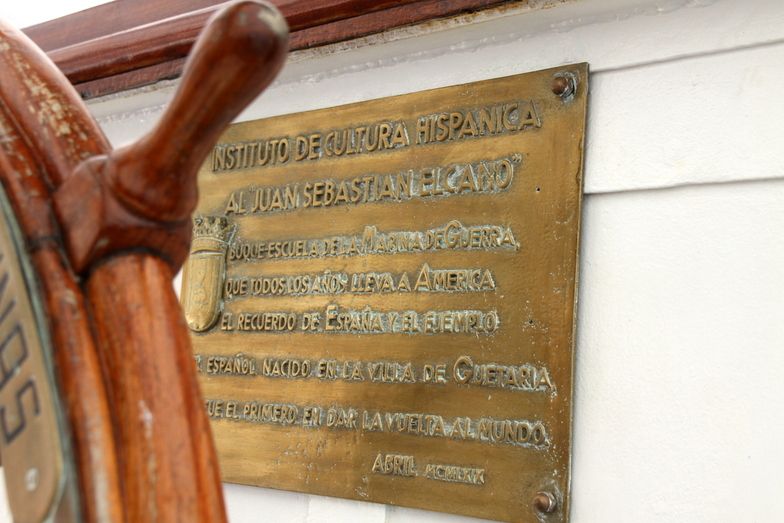 INSTITUTO DE CULTURA HISPANICA
AL "JUAN SEBASTIAN ELCANO"
BUQUE-ESCUELA DE LA MARINA DE GUERRA,
QUE TODOS LOS AÑOS LLEVA A AMERICA
EL RECUERDO DE ESPAÑA Y EL EJEMPLO
ESPAÑOL NACIDO EN LA VILLA DE GUETARIA,
EL PRIMERO EN DAR LA VUELTA AL MUNDO.
ABRIL